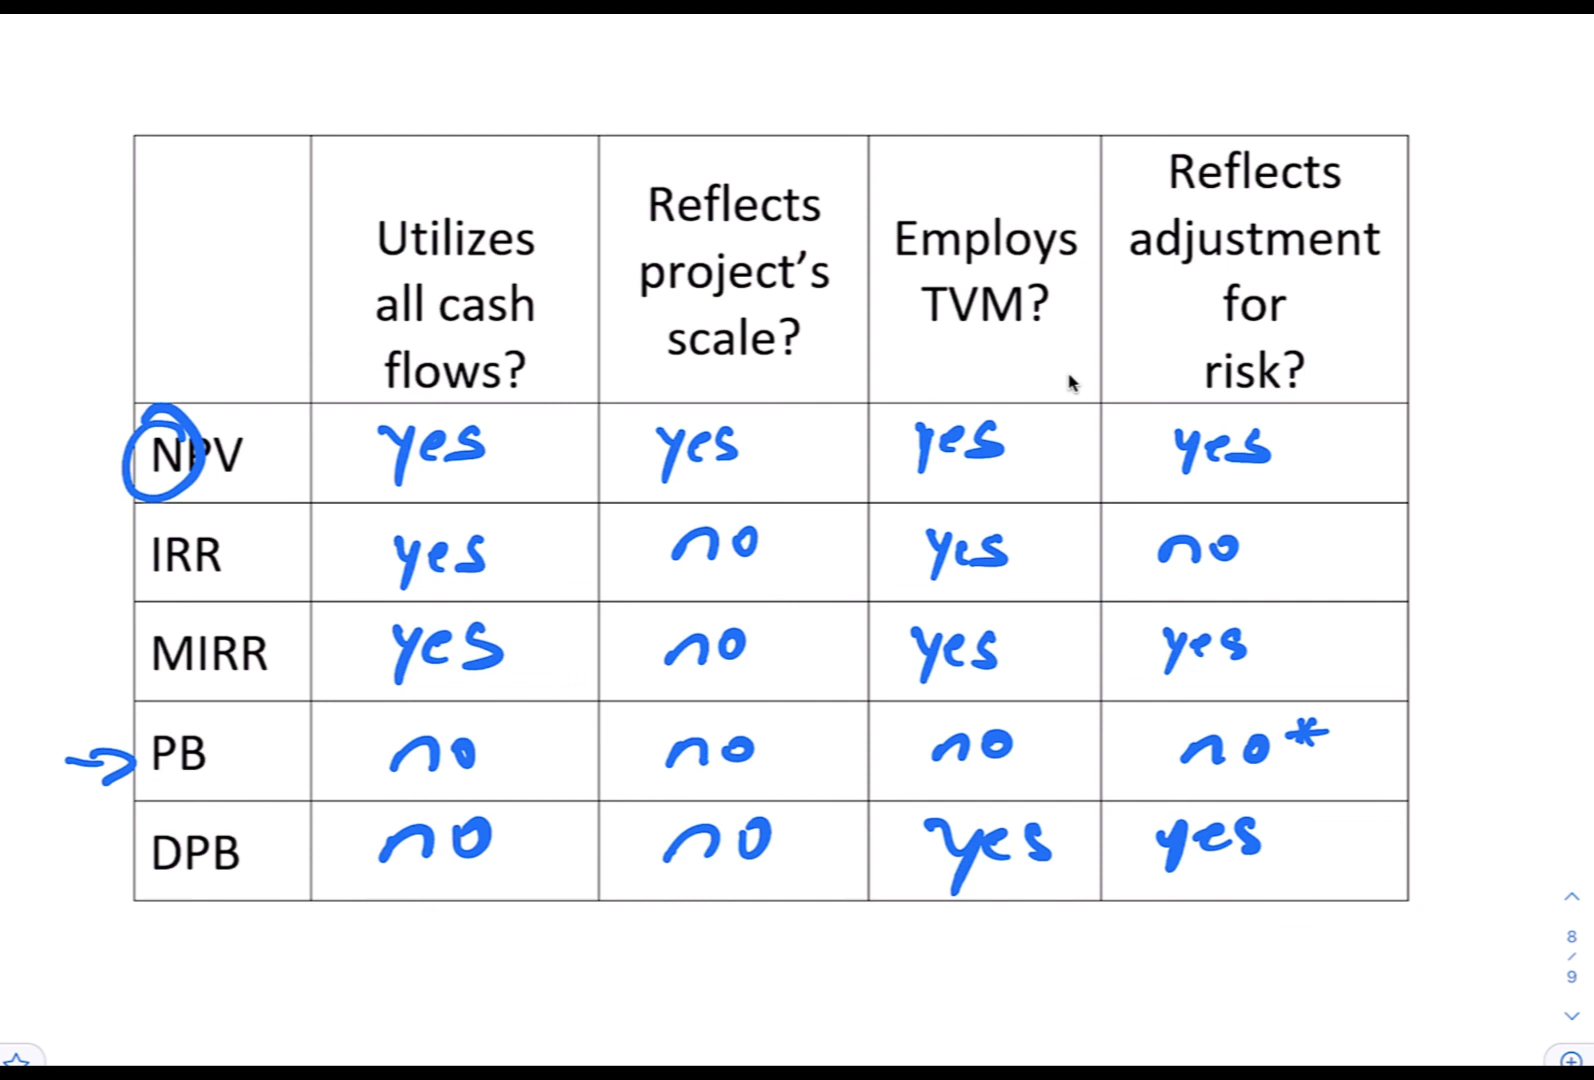 Utilizes
all cash
flows?
Reflects
project’s
scale?
Employs
TVM?
Reflects
adjustment
for
risk?
NPV yes yes yes yes
IRR yes no yes no
MIRR yes no yes yes
PB no no no no*
DPB no no yes yes
8
/
9